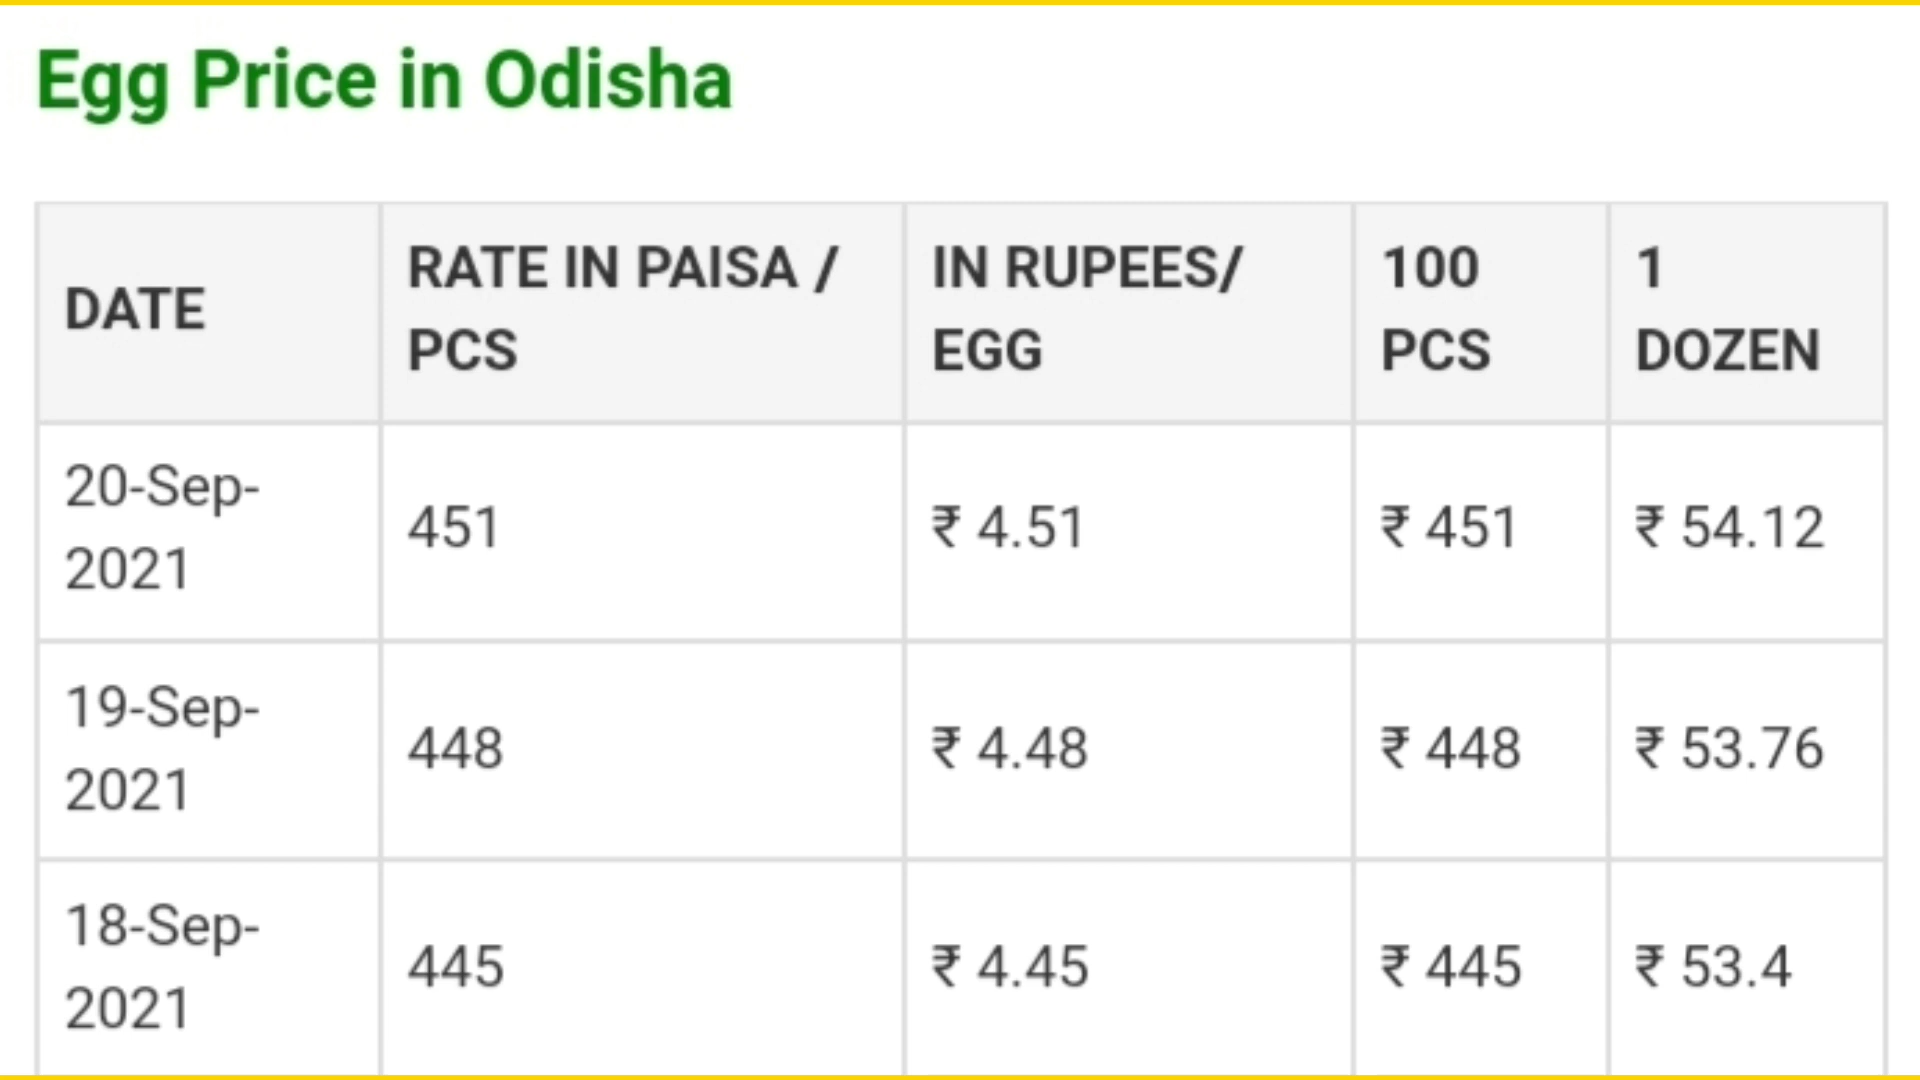 Egg Price in Odisha
DATE
RATE IN PAISA /
PCS
IN RUPEES/
EGG
100
PCS
1
DOZEN
20-Sep-
2021
451
₹ 4.51
₹ 451
₹ 54.12
19-Sep-
2021
448
₹ 4.48
₹ 448
₹ 53.76
18-Sep-
2021
445
₹ 4.45
₹ 445
₹ 53.4